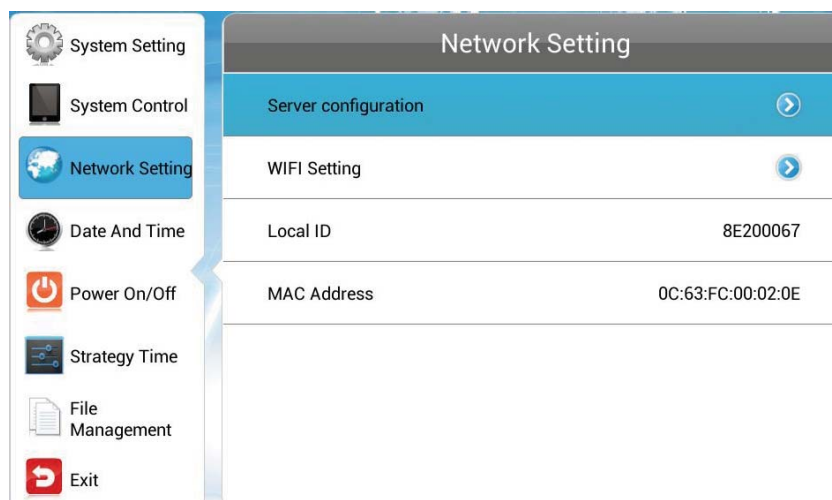 System Setting
System Control
Network Setting
Date And Time
Power On/Off
Strategy Time
File
Management
Exit
Network Setting
Server configuration
WIFI Setting
Local ID 8E200067
MAC Address 0C:63:FC:00:02:0E